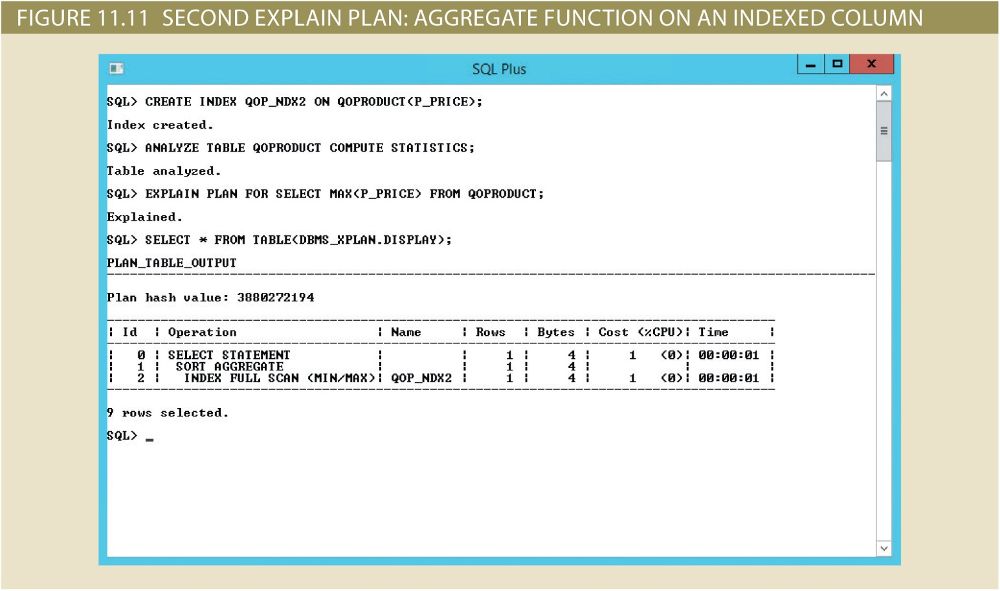 FIGURE 11.11 SECOND EXPLAIN PLAN: AGGREGATE FUNCTION ON AN INDEXED COLUMN
SQL Plus
SQL> CREATE INDEX QOP_NDX2 ON QOPRODUCT(P_PRICE);
Index created.
SQL> ANALYZE TABLE QOPRODUCT COMPUTE STATISTICS;
Table analyzed.
SQL> EXPLAIN PLAN FOR SELECT MAX(P_PRICE) FROM QOPRODUCT;
Explained.
SQL> SELECT * FROM TABLE(DBMS_XPLAN.DISPLAY);
PLAN_TABLE_OUTPUT
--------------------------------------------------------------------------------
Plan hash value: 3880272194
--------------------------------------------------------------------------------
| Id | Operation | Name | Rows | Bytes | Cost (%CPU)| Time |
--------------------------------------------------------------------------------
| 0 | SELECT STATEMENT | | 1 | 4 | 1 (0)| 00:00:01 |
| 1 | SORT AGGREGATE | | 1 | 4 | | |
| 2 | INDEX FULL SCAN (MIN/MAX)| QOP_NDX2 | 1 | 4 | 1 (0)| 00:00:01 |
--------------------------------------------------------------------------------
9 rows selected.
SQL> _